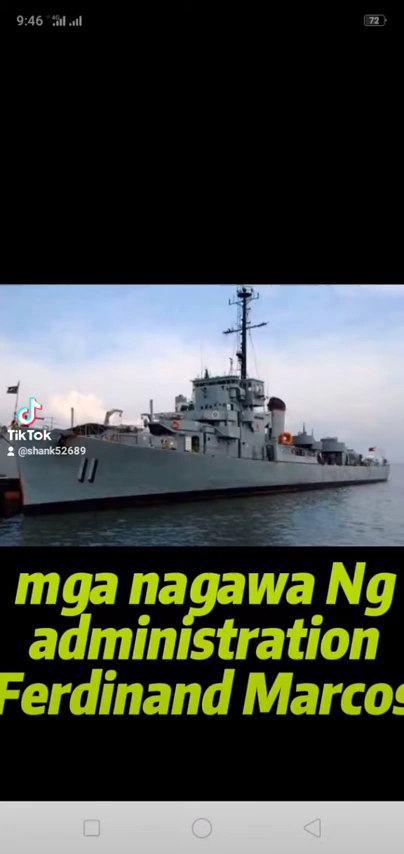 9:46
72
TikTok
@shank52689
11
mga nagawa Ng
administration
Ferdinand Marcos